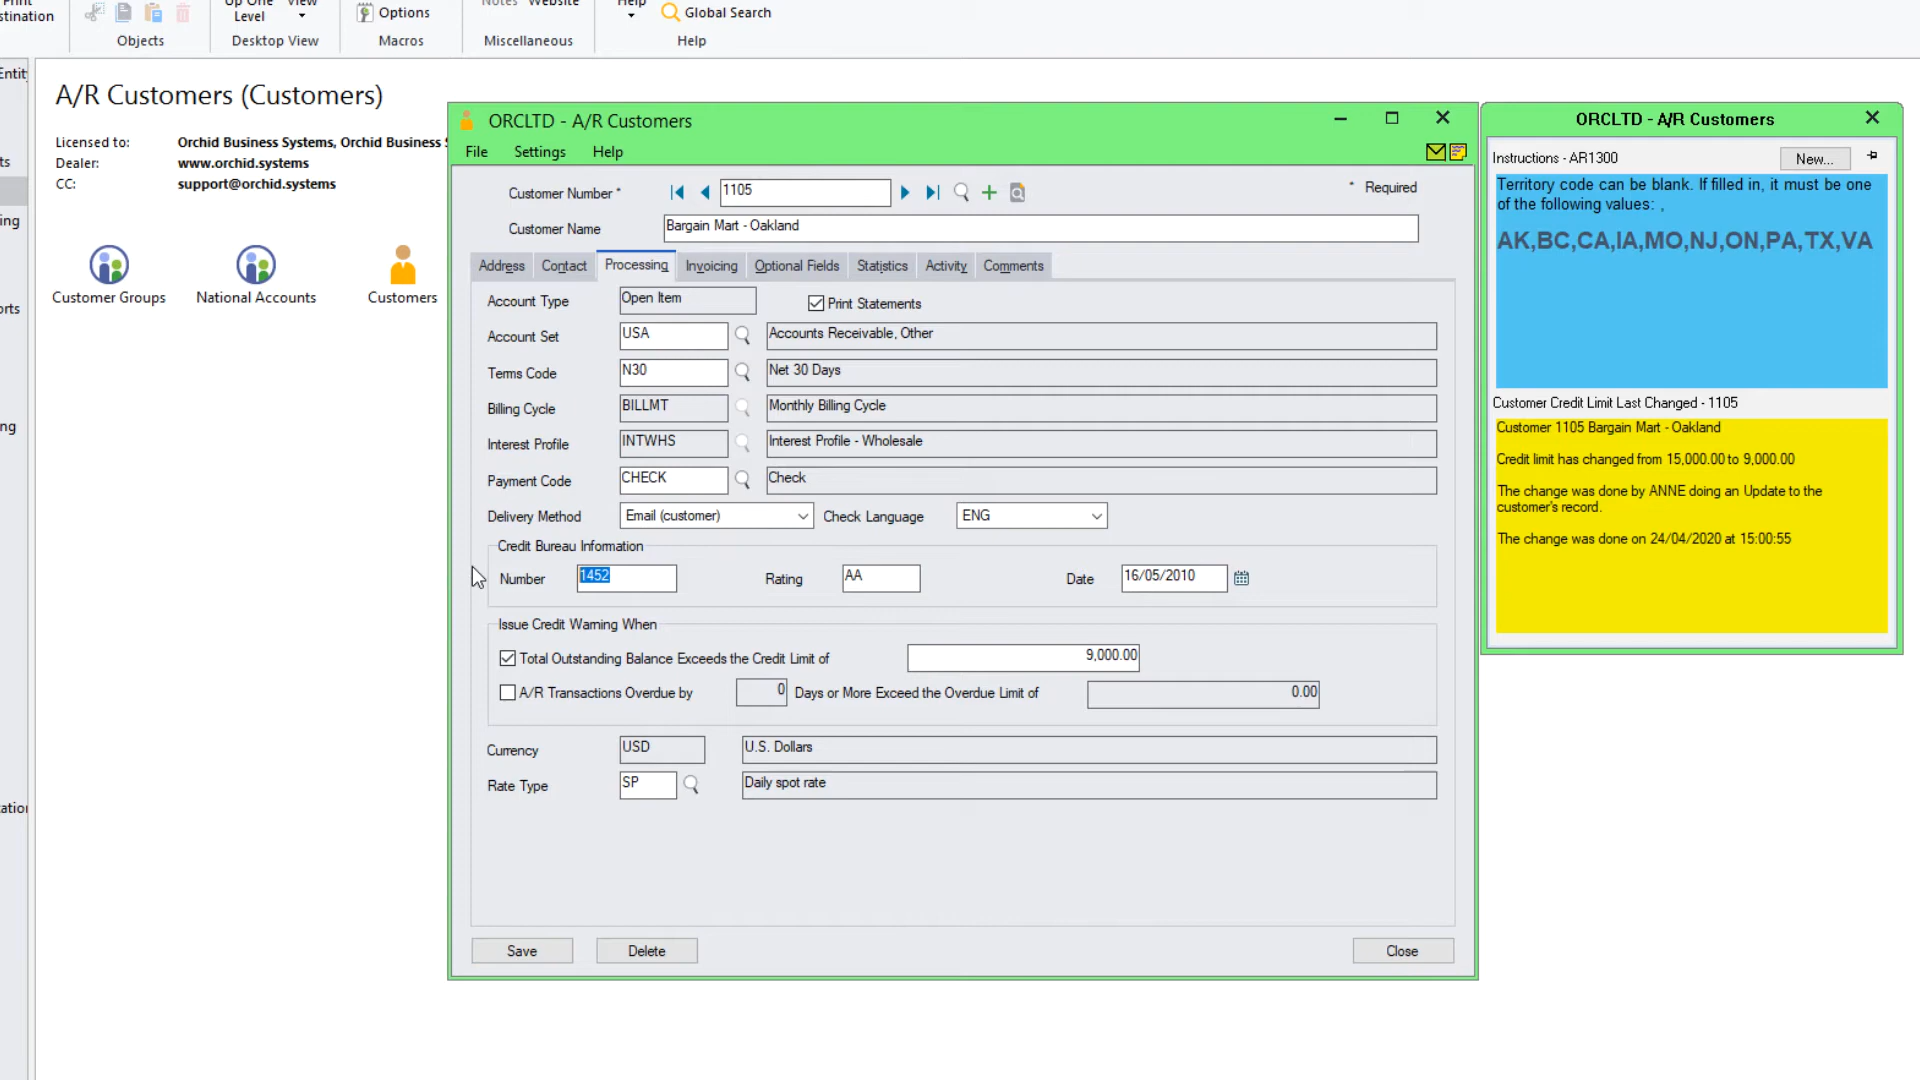 Print
Up One View
Notes Website
Help
Level
Options
Global Search
Objects
Desktop View
Macros
Miscellaneous
Help
A/R Customers (Customers)
Licensed to: Orchid Business Systems, Orchid Business
Dealer: www.orchid.systems
CC: support@orchid.systems
Customer Groups
National Accounts
Customers
ORCLTD - A/R Customers
File Settings Help
Customer Number * 1105
* Required
Customer Name Bargain Mart - Oakland
Address Contact Processing Invoicing Optional Fields Statistics Activity Comments
Account Type Open Item Print Statements
Account Set USA Accounts Receivable, Other
Terms Code N30 Net 30 Days
Billing Cycle BILLMT Monthly Billing Cycle
Interest Profile INTWHS Interest Profile - Wholesale
Payment Code CHECK Check
Delivery Method Email (customer) Check Language ENG
Credit Bureau Information
Number 1452 Rating AA Date 16/05/2010
Issue Credit Warning When
Total Outstanding Balance Exceeds the Credit Limit of 9,000.00
A/R Transactions Overdue by 0 Days or More Exceed the Overdue Limit of 0.00
Currency USD U.S. Dollars
Rate Type SP Daily spot rate
Save Delete Close
ORCLTD - A/R Customers
Instructions - AR1300 New...
Territory code can be blank. If filled in, it must be one
of the following values: ,
AK,BC,CA,IA,MO,NJ,ON,PA,TX,VA
Customer Credit Limit Last Changed - 1105
Customer 1105 Bargain Mart - Oakland
Credit limit has changed from 15,000.00 to 9,000.00
The change was done by ANNE doing an Update to the
customer's record.
The change was done on 24/04/2020 at 15:00:55